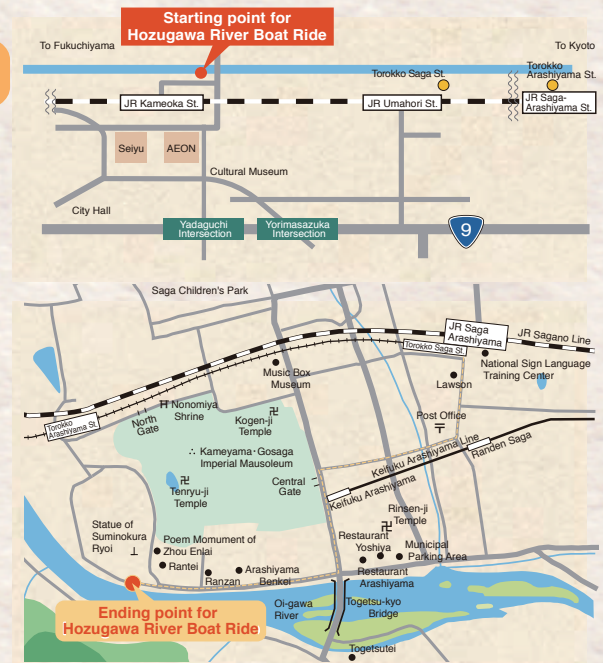 Starting point for
Hozugawa River Boat Ride
To Fukuchiyama
To Kyoto
Torokko Saga St.
Torokko
Arashiyama St.
JR Kameoka St.
JR Umahori St.
JR Saga-
Arashiyama St.
Seiyu
AEON
Cultural Museum
City Hall
Yadaguchi
Intersection
Yorimasazuka
Intersection
9
Saga Children's Park
JR Saga
Arashiyama
JR Sagano Line
Torokko Saga St.
National Sign Language
Training Center
Music Box
Museum
Lawson
Torokko
Arashiyama St.
North
Gate
Nonomiya
Shrine
Kogen-ji
Temple
Post Office
〒
Kameyama·Gosaga
Imperial Mausoleum
Keifuku Arashiyama Line
Randen Saga
Tenryu-ji
Temple
Central
Gate
Keifuku Arashiyama
Rinsen-ji
Temple
Statue of
Suminokura
Ryoi
Poem Momument of
Zhou Enlai
Rantei
Ranzan
Arashiyama
Benkei
Restaurant
Yoshiya
Municipal
Parking Area
Restaurant
Arashiyama
Ending point for
Hozugawa River Boat Ride
Oi-gawa
River
Togetsu-kyo
Bridge
Togetsutei